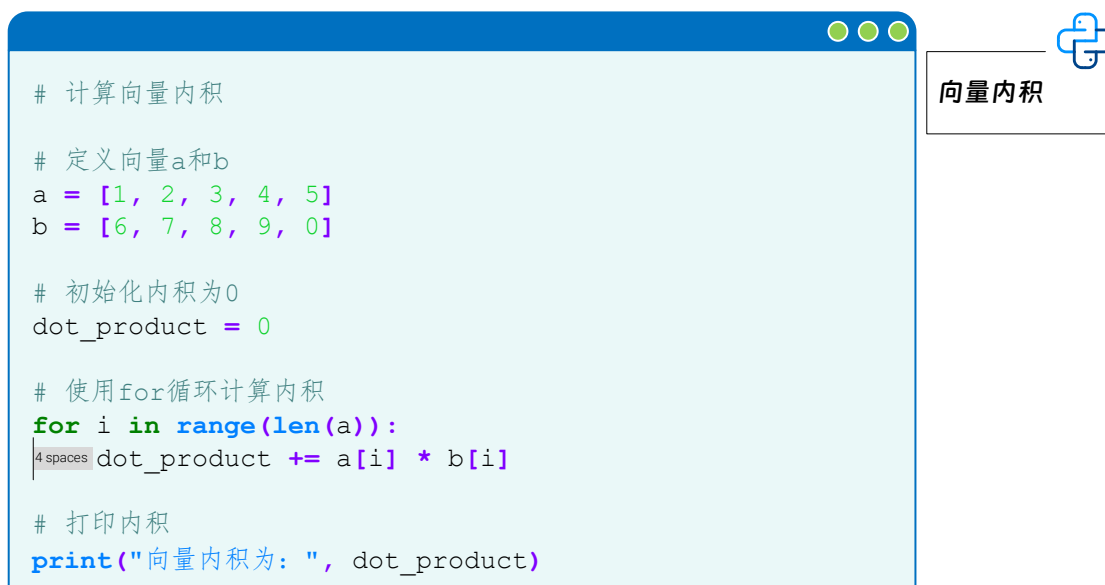 # 计算向量内积
# 定义向量a和b
a = [1, 2, 3, 4, 5]
b = [6, 7, 8, 9, 0]
# 初始化内积为0
dot_product = 0
# 使用for循环计算内积
for i in range(len(a)):
4 spaces dot_product += a[i] * b[i]
# 打印内积
print("向量内积为: ", dot_product)
向量内积